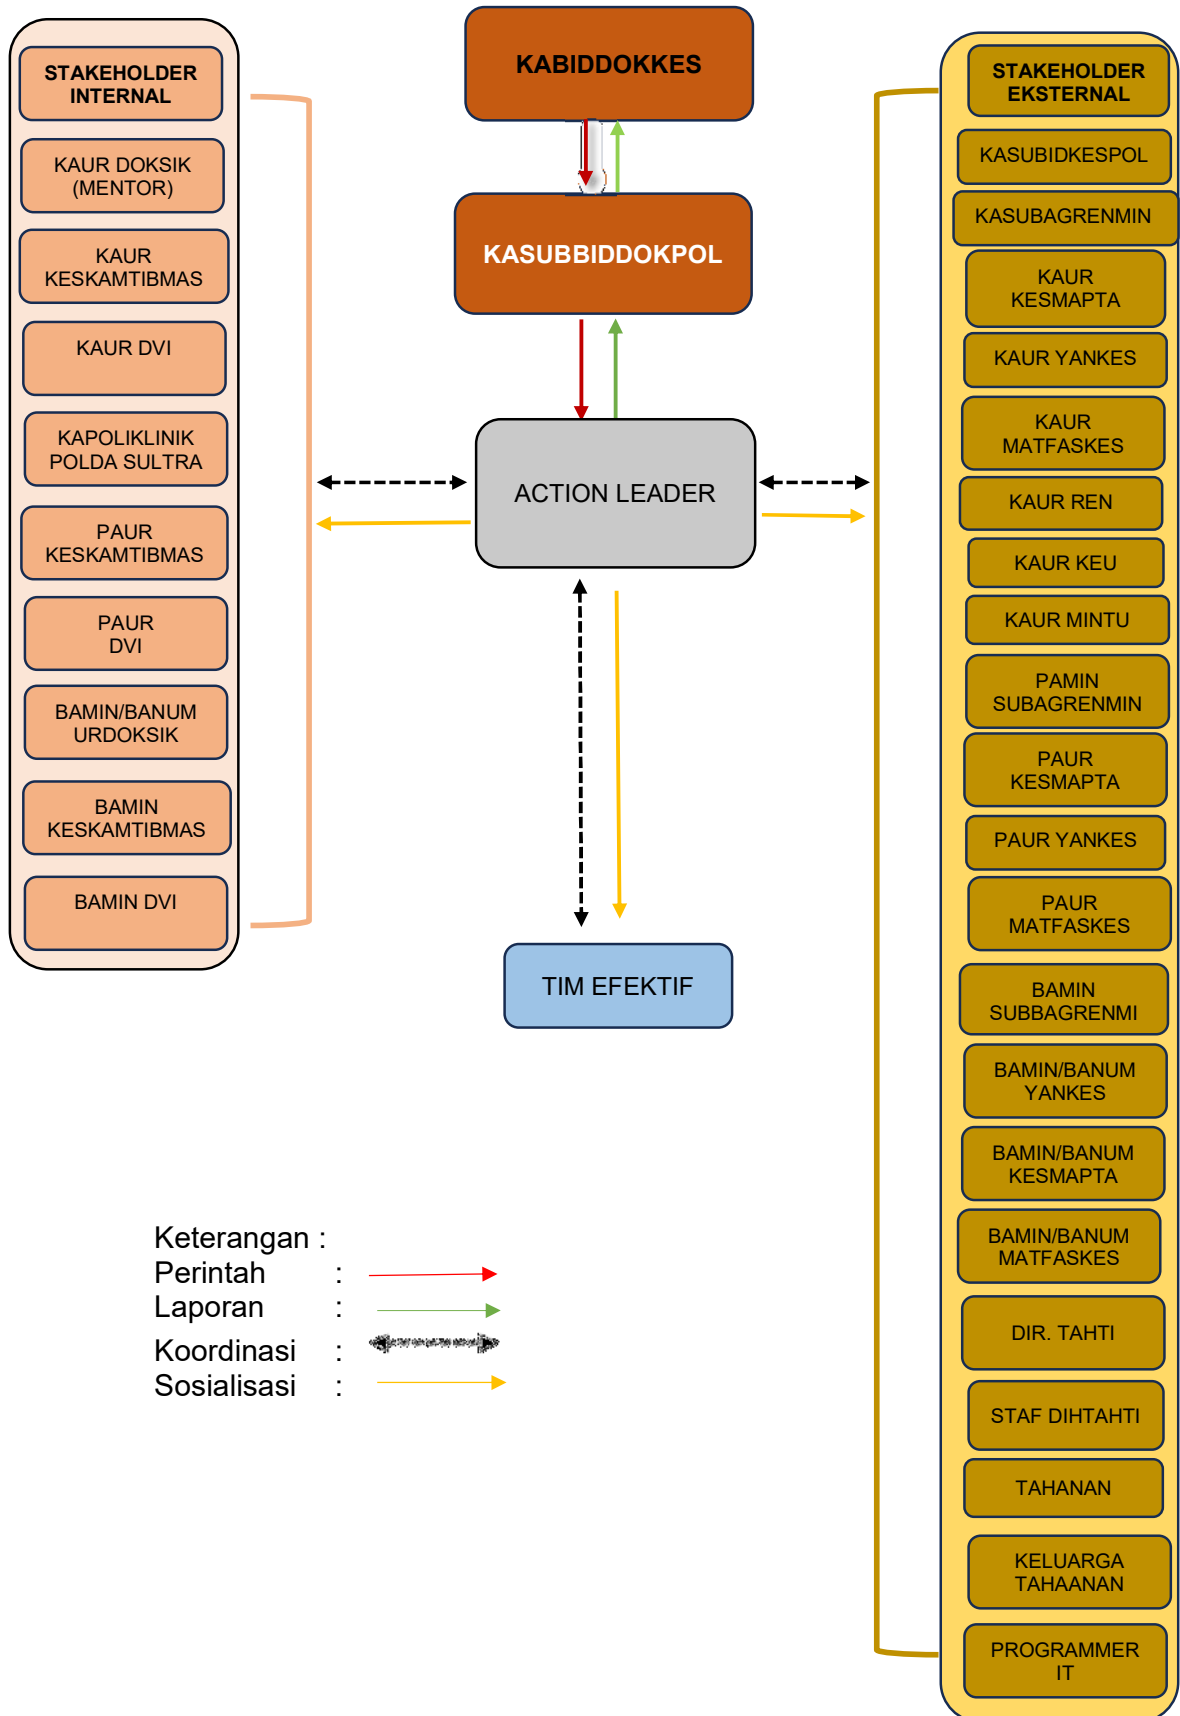 STAKEHOLDER
INTERNAL
KAUR DOKSIK
(MENTOR)
KAUR
KESKAMTIBMAS
KAUR DVI
KAPOLIKLINIK
POLDA SULTRA
PAUR
KESKAMTIBMAS
PAUR
DVI
BAMIN/BANUM
URDOKSIK
BAMIN
KESKAMTIBMAS
BAMIN DVI
KABIDDOKKES
KASUBBIDDOKPOL
ACTION LEADER
TIM EFEKTIF
STAKEHOLDER
EKSTERNAL
KASUBIDKESPOL
KASUBAGRENMIN
KAUR
KESMAPTA
KAUR YANKES
KAUR
MATFASKES
KAUR REN
KAUR KEU
KAUR MINTU
PAMIN
SUBAGRENMIN
PAUR
KESMAPTA
PAUR YANKES
PAUR
MATFASKES
BAMIN
SUBBAGRENMI
BAMIN/BANUM
YANKES
BAMIN/BANUM
KESMAPTA
BAMIN/BANUM
MATFASKES
DIR. TAHTI
STAF DIHTAHTI
TAHANAN
KELUARGA
TAHAANAN
PROGRAMMER
IT
Keterangan :
Perintah :
Laporan :
Koordinasi :
Sosialisasi :